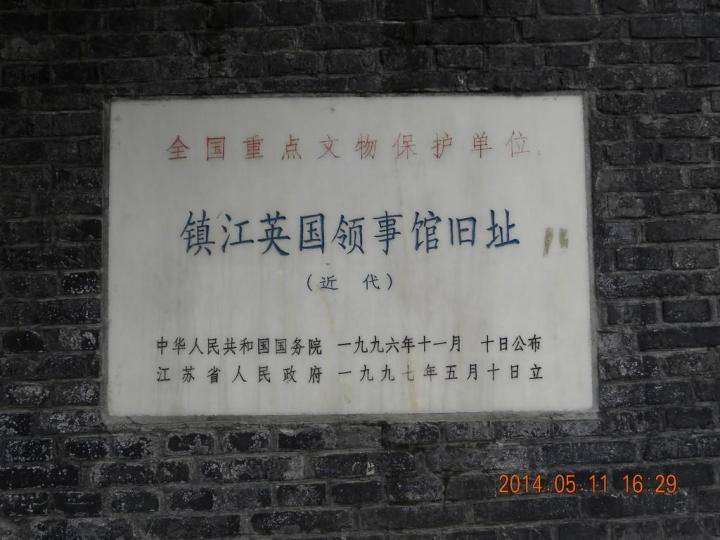 全国重点文物保护单位
镇江英国领事馆旧址
（近 代）
中华人民共和国国务院 一九九六年十一月 十日公布
江苏省人民政府 一九九七年五月十日立
2014.05.11 16:29